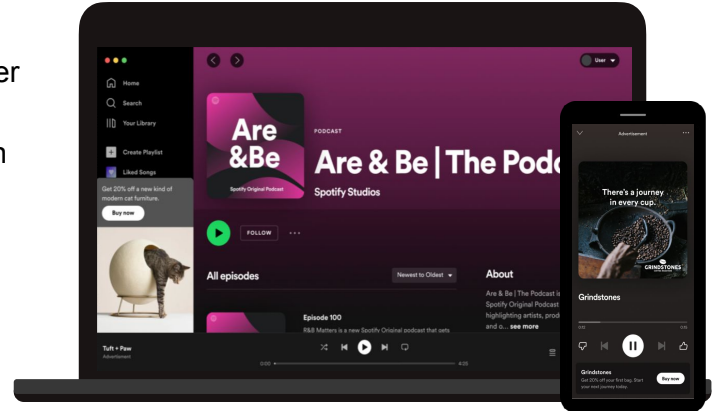 er
n
Home
Search
Your Library
Create Playlist
Liked Songs
Get 20% off a new kind of
modern cat furniture.
Buy now
Tuft + Paw
Advertisement
User
Are
&Be
Spotify Original Podcast
PODCAST
Are & Be | The Podc
Spotify Studios
FOLLOW
All episodes
Newest to Oldest
Episode 100
R&B Matters is a new Spotify Original podcast that sets
About
Are & Be | The Podcast is
Spotify Original Podcast
highlighting artists, prod
and o... see more
0:00
4:05
Advertisement
There's a journey
in every cup.
GRINDSTONES
Grindstones
Grindstones
Get 20% off your first bag. Start
your next journey today.
Buy now